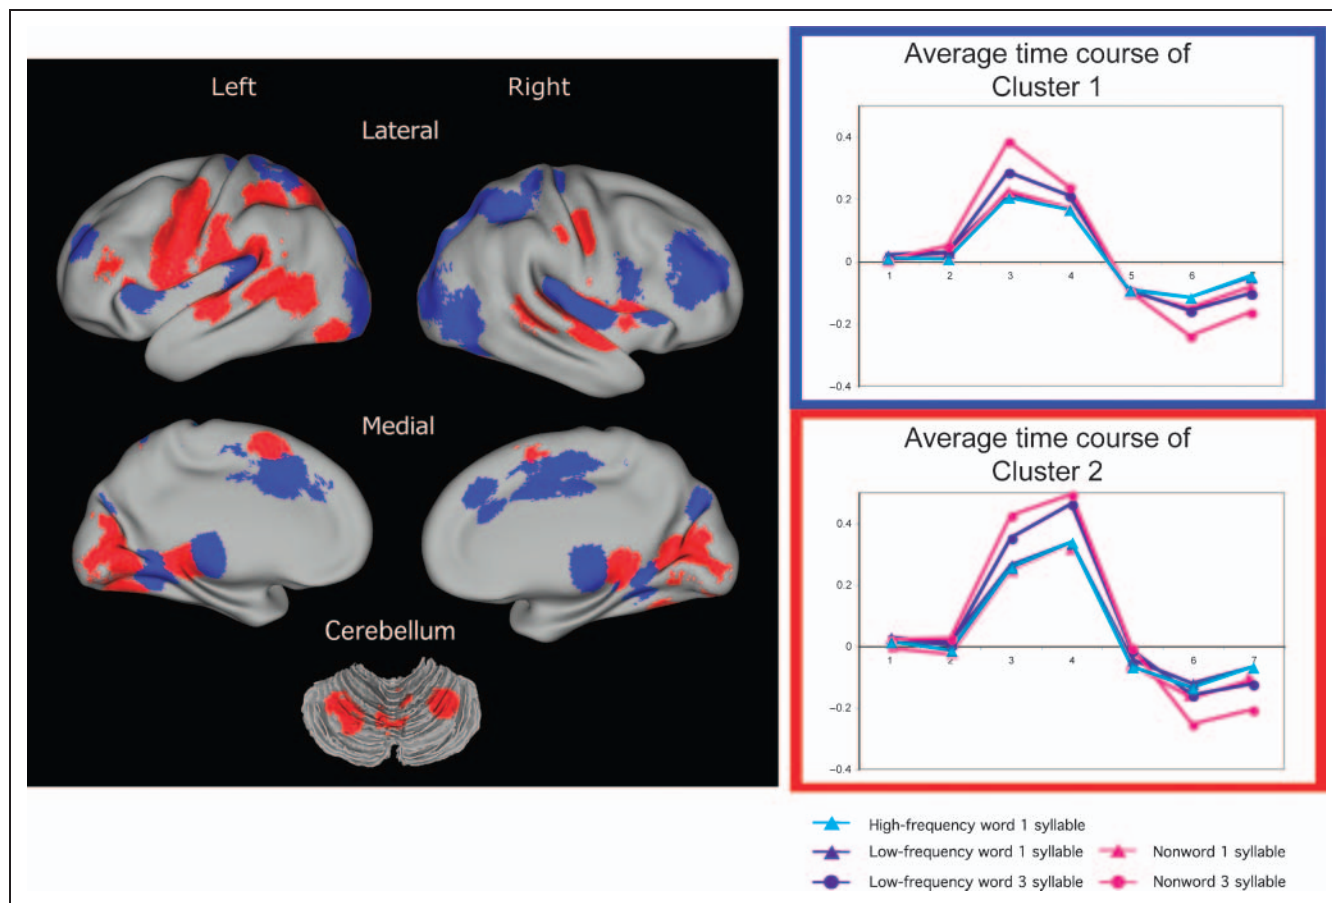 Left
Right
Lateral
Medial
Cerebellum
Average time course of
Cluster 1
0.4
0.2
0
−0.2
−0.4
1
2
3
4
5
6
Average time course of
Cluster 2
0.4
0.2
0
−0.2
−0.4
1
2
3
4
6
7
High-frequency word 1 syllable
Low-frequency word 1 syllable
Nonword 1 syllable
Low-frequency word 3 syllable
Nonword 3 syllable